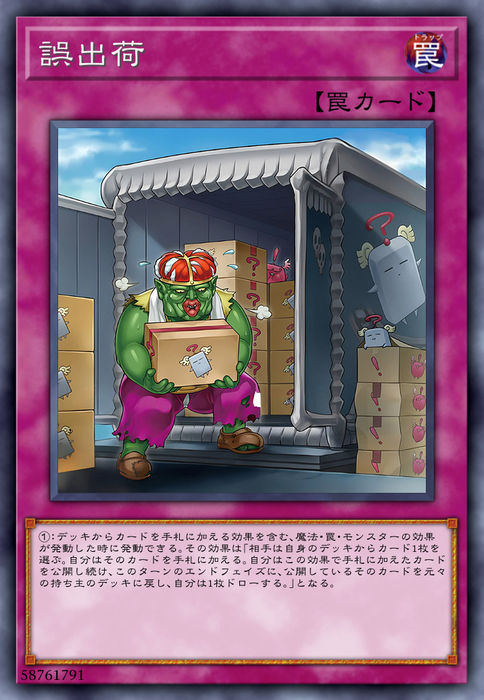 誤出荷
トラップ
罠
【罠カード】
?
?
①:デッキからカードを手札に加える効果を含む、魔法・罠・モンスターの効果
が発動した時に発動できる。その効果は「相手は自身のデッキからカード1枚を
選ぶ。自分はそのカードを手札に加える。自分はこの効果で手札に加えたカード
を公開し続け、このターンのエンドフェイズに、公開しているそのカードを元々
の持ち主のデッキに戻し、自分は1枚ドローする。」となる。
58761791